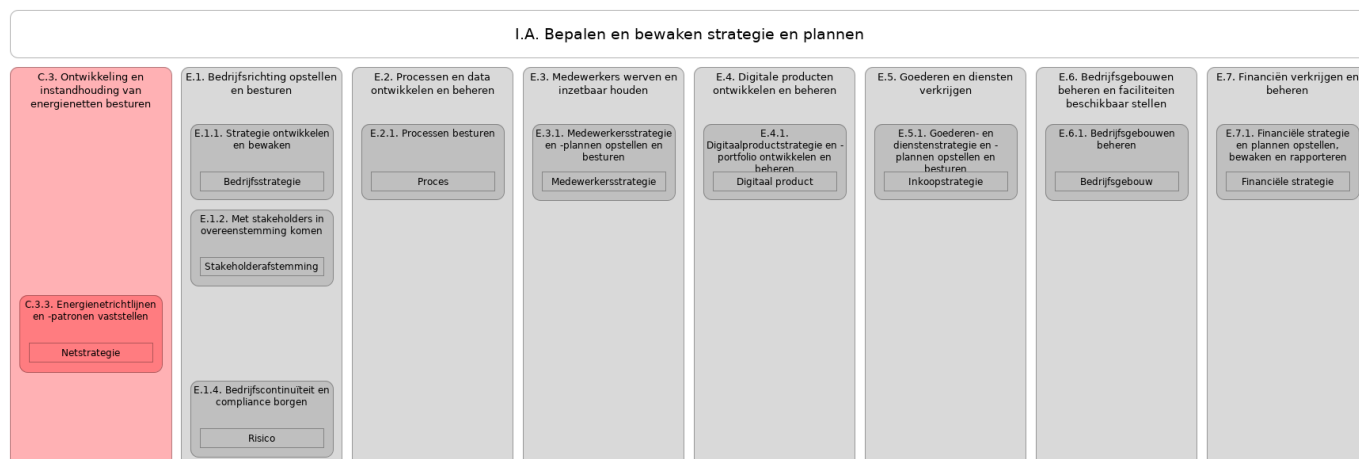 I.A. Bepalen en bewaken strategie en plannen
C.3. Ontwikkeling en
instandhouding van
energienetten besturen
C.3.3. Energienetrichtlijnen
en -patronen vaststellen
Netstrategie
E.1. Bedrijfsrichting opstellen
en besturen
E.1.1. Strategie ontwikkelen
en bewaken
Bedrijfsstrategie
E.1.2. Met stakeholders in
overeenstemming komen
Stakeholderafstemming
E.1.4. Bedrijfscontinuïteit en
compliance borgen
Risico
E.2. Processen en data
ontwikkelen en beheren
E.2.1. Processen besturen
Proces
E.3. Medewerkers werven en
inzetbaar houden
E.3.1. Medewerkersstrategie
en -plannen opstellen en
besturen
Medewerkersstrategie
E.4. Digitale producten
ontwikkelen en beheren
E.4.1.
Digitaalproductstrategie en -
portfolio ontwikkelen en
beheren
Digitaal product
E.5. Goederen en diensten
verkrijgen
E.5.1. Goederen- en
dienstenstrategie en -
plannen opstellen en
besturen
Inkoopstrategie
E.6. Bedrijfsgebouwen
beheren en faciliteiten
beschikbaar stellen
E.6.1. Bedrijfsgebouwen
beheren
Bedrijfsgebouw
E.7. Financiën verkrijgen en
beheren
E.7.1. Financiële strategie
en plannen opstellen,
bewaken en rapporteren
Financiële strategie